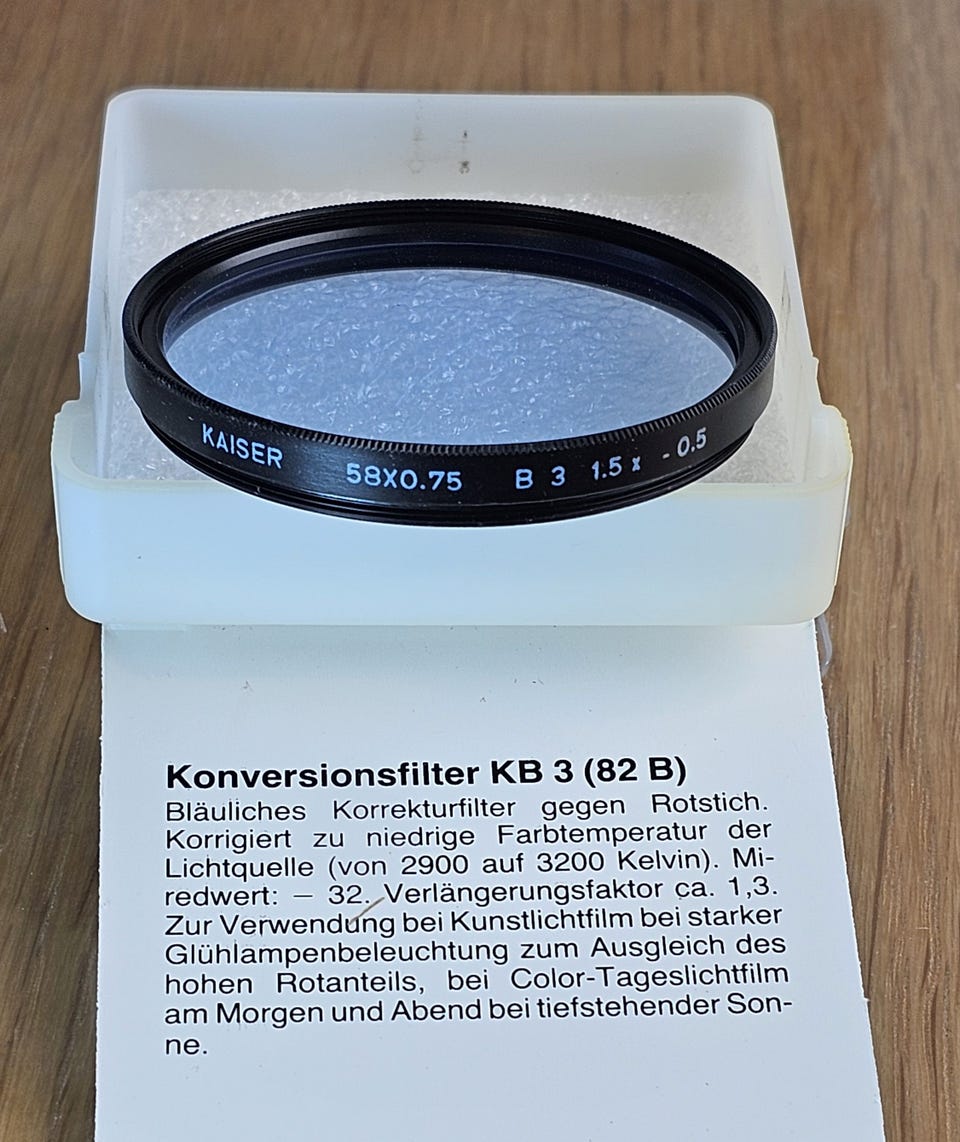 KAISER 58X0.75 B 3 1.5 x - 0.5
Konversionsfilter KB 3 (82 B)
Bläuliches Korrekturfilter gegen Rotstich.
Korrigiert zu niedrige Farbtemperatur der
Lichtquelle (von 2900 auf 3200 Kelvin). Mi-
redwert: – 32. Verlängerungsfaktor ca. 1,3.
Zur Verwendung bei Kunstlichtfilm bei starker
Glühlampenbeleuchtung zum Ausgleich des
hohen Rotanteils, bei Color-Tageslichtfilm
am Morgen und Abend bei tiefstehender Son-
ne.